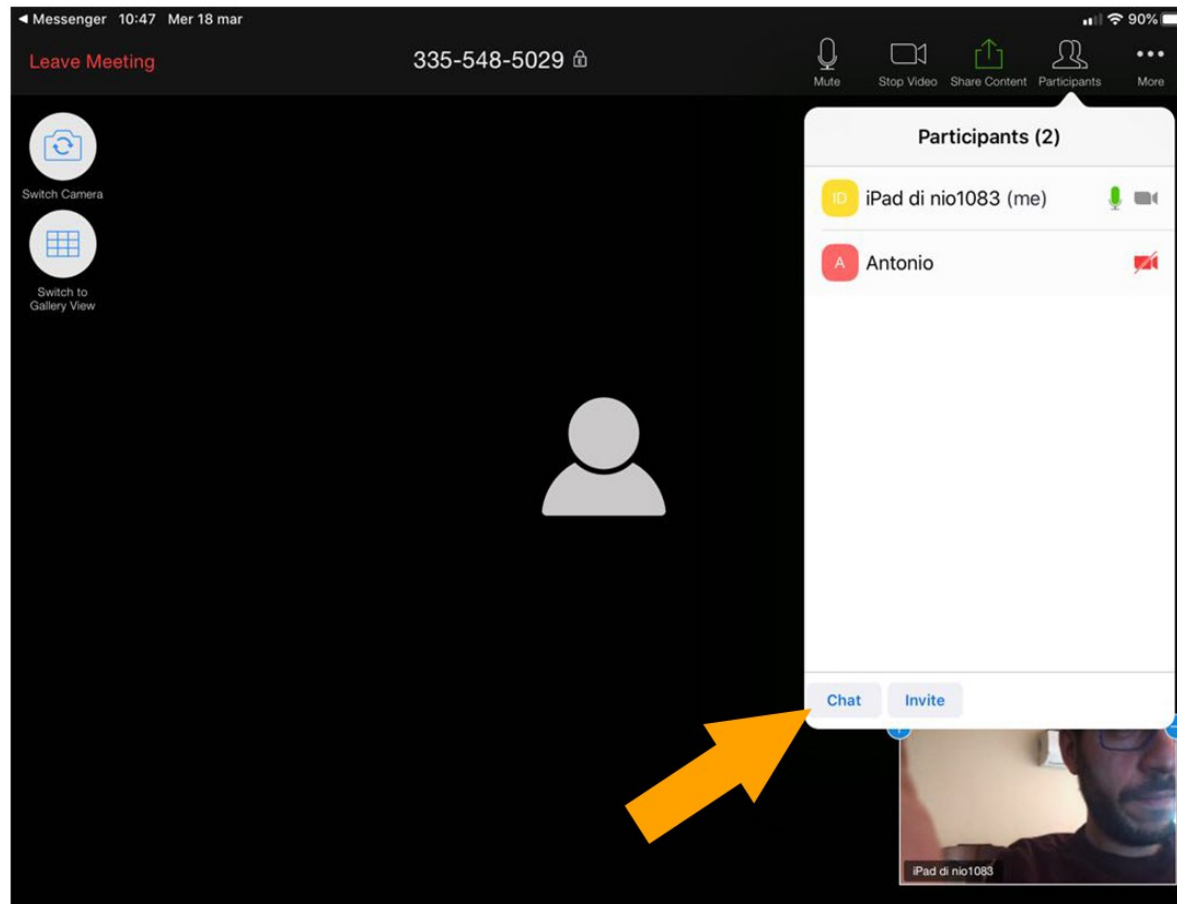 ◀ Messenger 10:47 Mer 18 mar 90%
Leave Meeting
335-548-5029
Mute
Stop Video
Share Content
Participants
More
Switch Camera
Switch to
Gallery View
Participants (2)
ID
iPad di nio1083 (me)
A
Antonio
Chat
Invite
iPad di nio1083